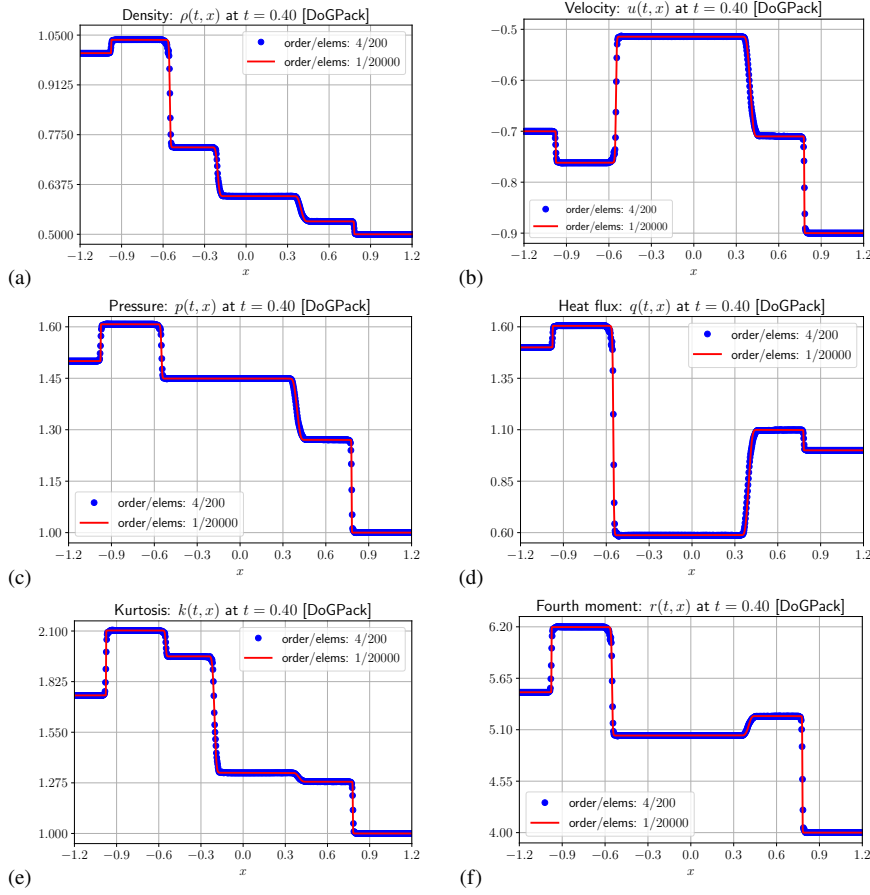 Density: ρ(t, x) at t = 0.40 [DoGPack]
1.0500
0.9125
0.7750
0.6375
0.5000
order/elems: 4/200
order/elems: 1/20000
−1.2 −0.9 −0.6 −0.3 0.0 0.3 0.6 0.9 1.2
x
(a)
Velocity: u(t, x) at t = 0.40 [DoGPack]
−0.5
−0.6
−0.7
−0.8
−0.9
order/elems: 4/200
order/elems: 1/20000
−1.2 −0.9 −0.6 −0.3 0.0 0.3 0.6 0.9 1.2
x
(b)
Pressure: p(t, x) at t = 0.40 [DoGPack]
1.60
1.45
1.30
1.15
1.00
order/elems: 4/200
order/elems: 1/20000
−1.2 −0.9 −0.6 −0.3 0.0 0.3 0.6 0.9 1.2
x
(c)
Heat flux: q(t, x) at t = 0.40 [DoGPack]
1.60
1.35
1.10
0.85
0.60
order/elems: 4/200
order/elems: 1/20000
−1.2 −0.9 −0.6 −0.3 0.0 0.3 0.6 0.9 1.2
x
(d)
Kurtosis: k(t, x) at t = 0.40 [DoGPack]
2.100
1.825
1.550
1.275
1.000
order/elems: 4/200
order/elems: 1/20000
−1.2 −0.9 −0.6 −0.3 0.0 0.3 0.6 0.9 1.2
x
(e)
Fourth moment: r(t, x) at t = 0.40 [DoGPack]
6.20
5.65
5.10
4.55
4.00
order/elems: 4/200
order/elems: 1/20000
−1.2 −0.9 −0.6 −0.3 0.0 0.3 0.6 0.9 1.2
x
(f)